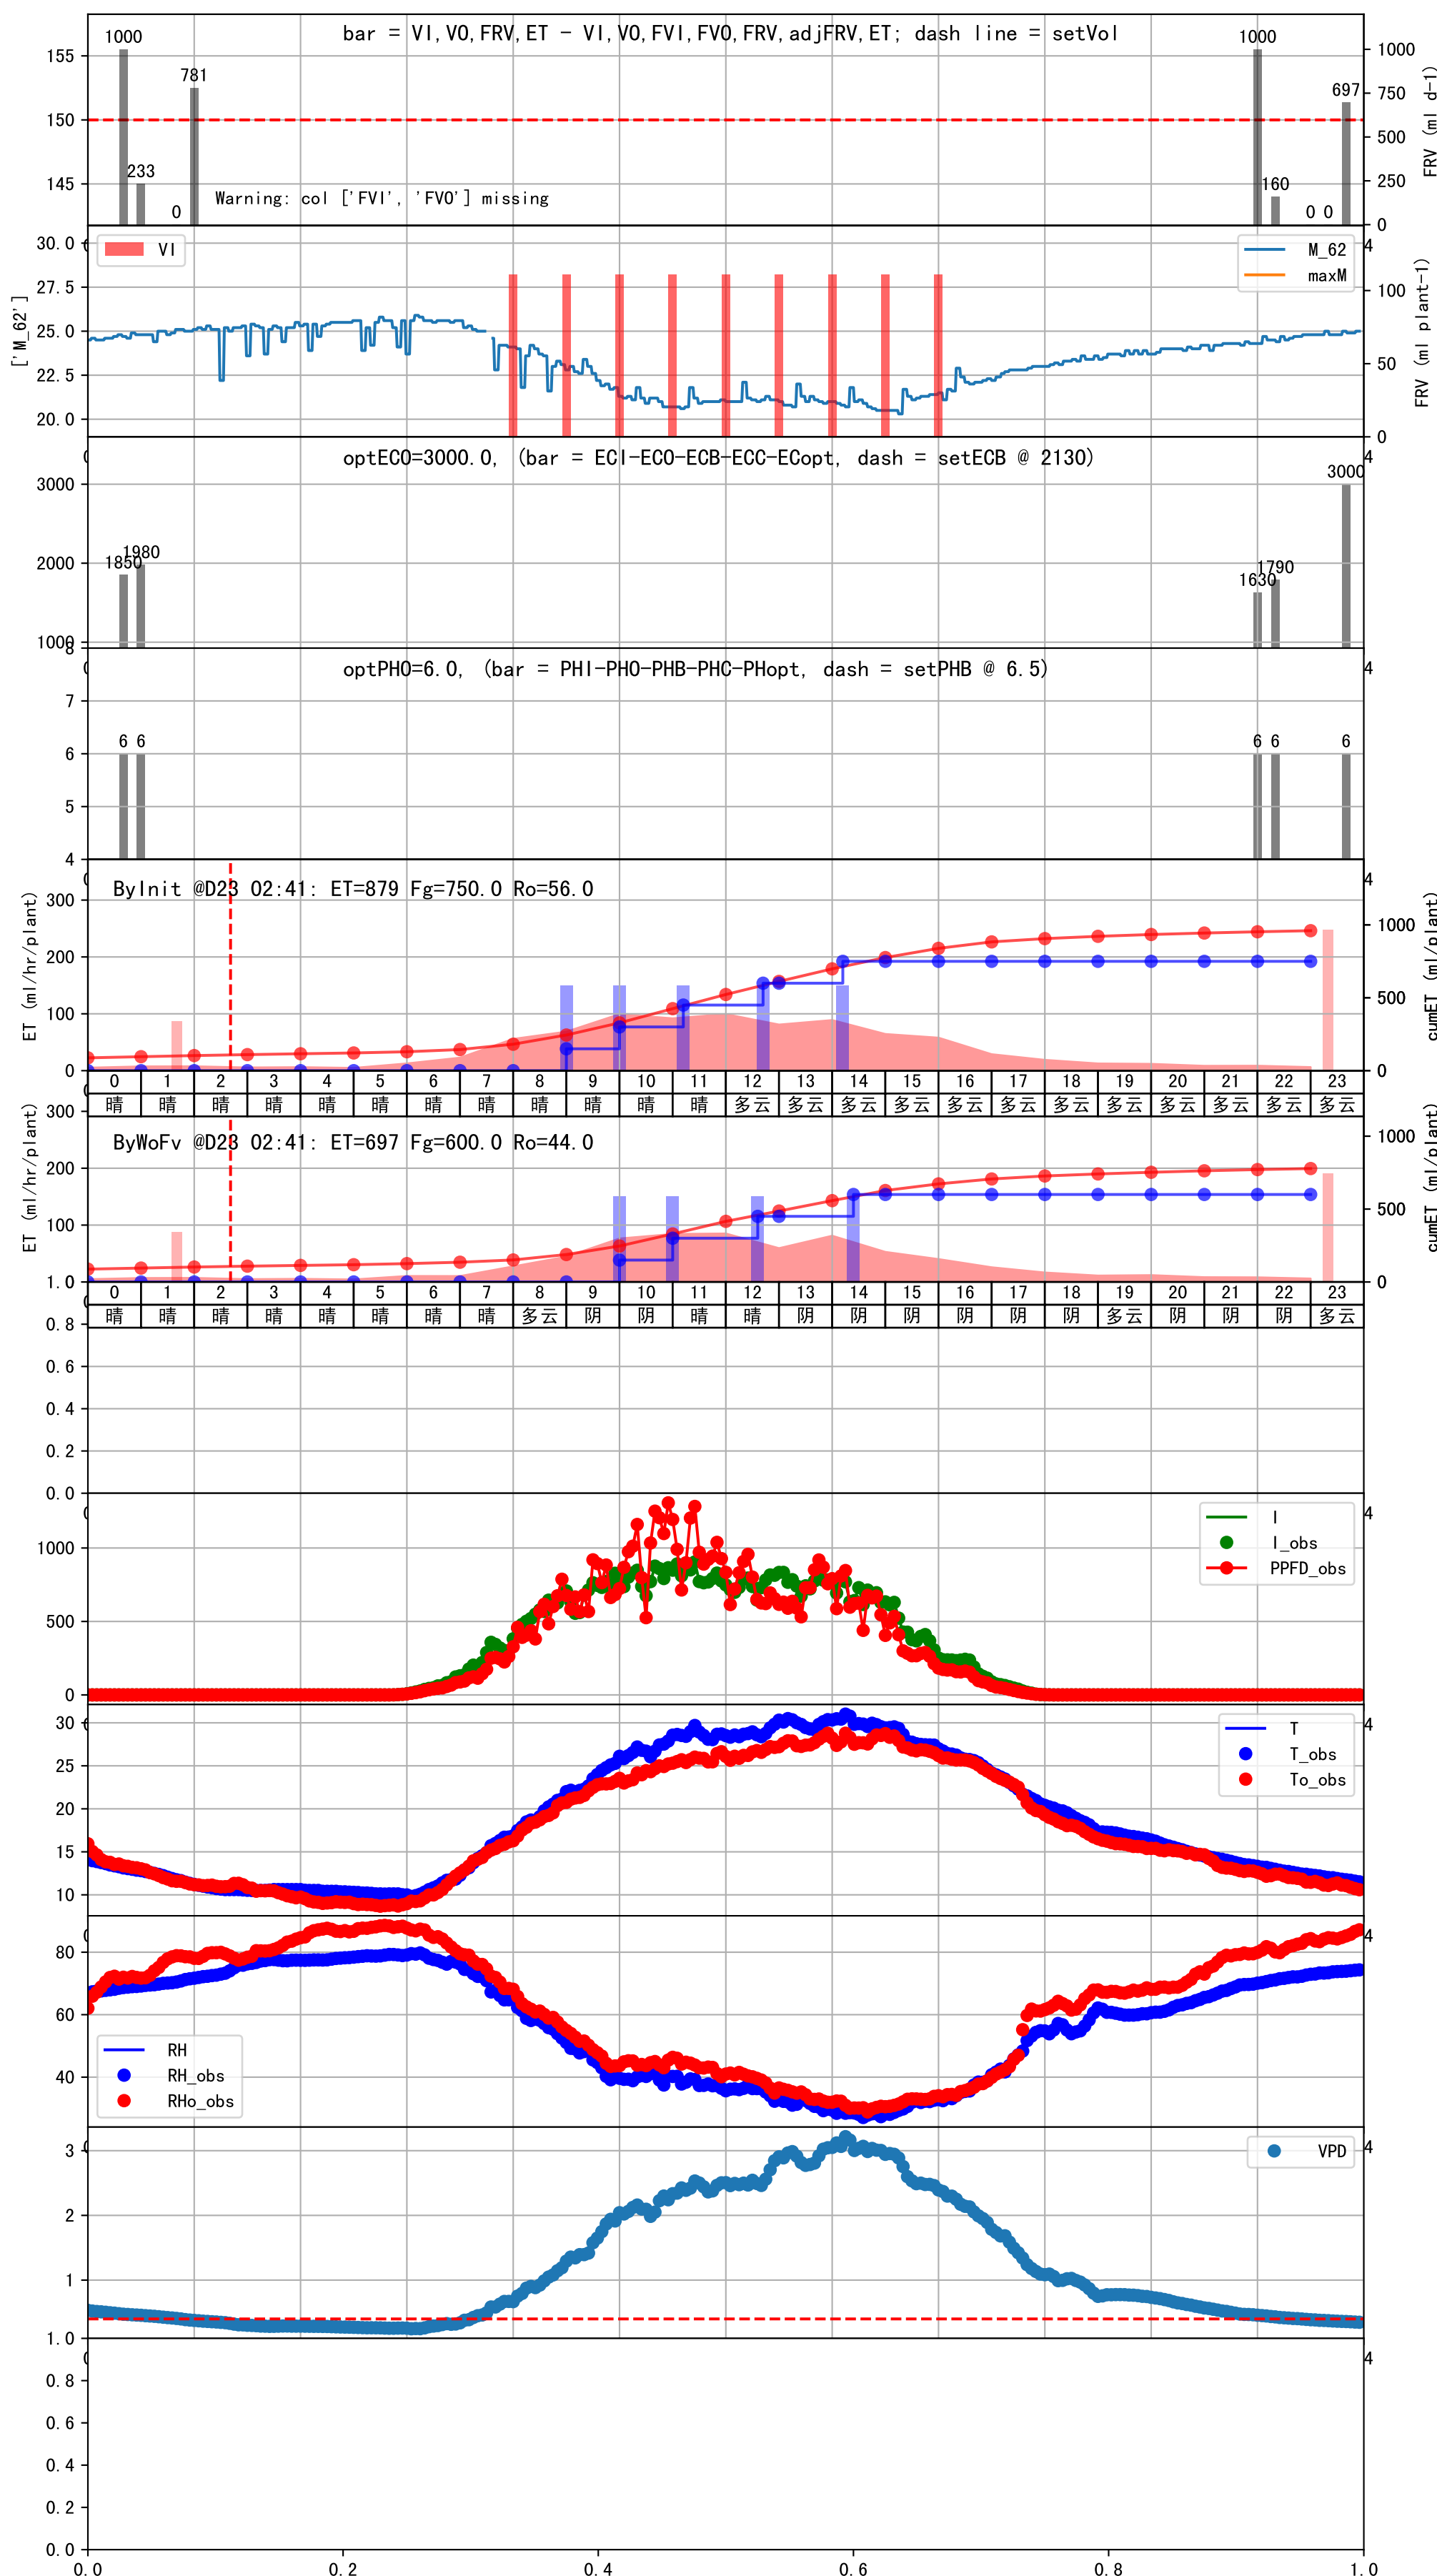 bar = VI,VO,FRV,ET - VI,VO,FVI,FVO,FRV,adjFRV,ET; dash line = setVol
155
150
145
1000
233
0
781
1000
160
0 0
697
Warning: col ['FVI', 'FVO'] missing
1000
750
500
250
0
FRV (ml d-1)
['M_62']
30.0
27.5
25.0
22.5
20.0
VI
M_62
maxM
100
50
0
FRV (ml plant-1)
optECO=3000.0, (bar = ECI-ECO-ECB-ECC-ECopt, dash = setECB @ 2130)
3000
2000
1000
1850
1980
1630
1790
3000
optPHO=6.0, (bar = PHI-PHO-PHB-PHC-PHopt, dash = setPHB @ 6.5)
8
7
6
5
4
6 6
6 6
6
ByInit @D23 02:41: ET=879 Fg=750.0 Ro=56.0
ET (ml/hr/plant)
300
200
100
0
1000
500
0
cumET (ml/plant)
0 1 2 3 4 5 6 7 8 9 10 11 12 13 14 15 16 17 18 19 20 21 22 23
晴 晴 晴 晴 晴 晴 晴 晴 晴 晴 晴 晴 多云 多云 多云 多云 多云 多云 多云 多云 多云 多云 多云 多云
ByWoFv @D23 02:41: ET=697 Fg=600.0 Ro=44.0
ET (ml/hr/plant)
300
200
100
1000
500
0
cumET (ml/plant)
0 1 2 3 4 5 6 7 8 9 10 11 12 13 14 15 16 17 18 19 20 21 22 23
晴 晴 晴 晴 晴 晴 晴 晴 多云 阴 阴 晴 晴 阴 阴 阴 阴 阴 阴 多云 阴 阴 阴 多云
1.0
0.8
0.6
0.4
0.2
0.0
1000
500
0
I
I_obs
PPFD_obs
30
25
20
15
10
T
T_obs
To_obs
80
60
40
RH
RH_obs
RHo_obs
3
2
1
VPD
1.0
0.8
0.6
0.4
0.2
0.0
0.0 0.2 0.4 0.6 0.8 1.0